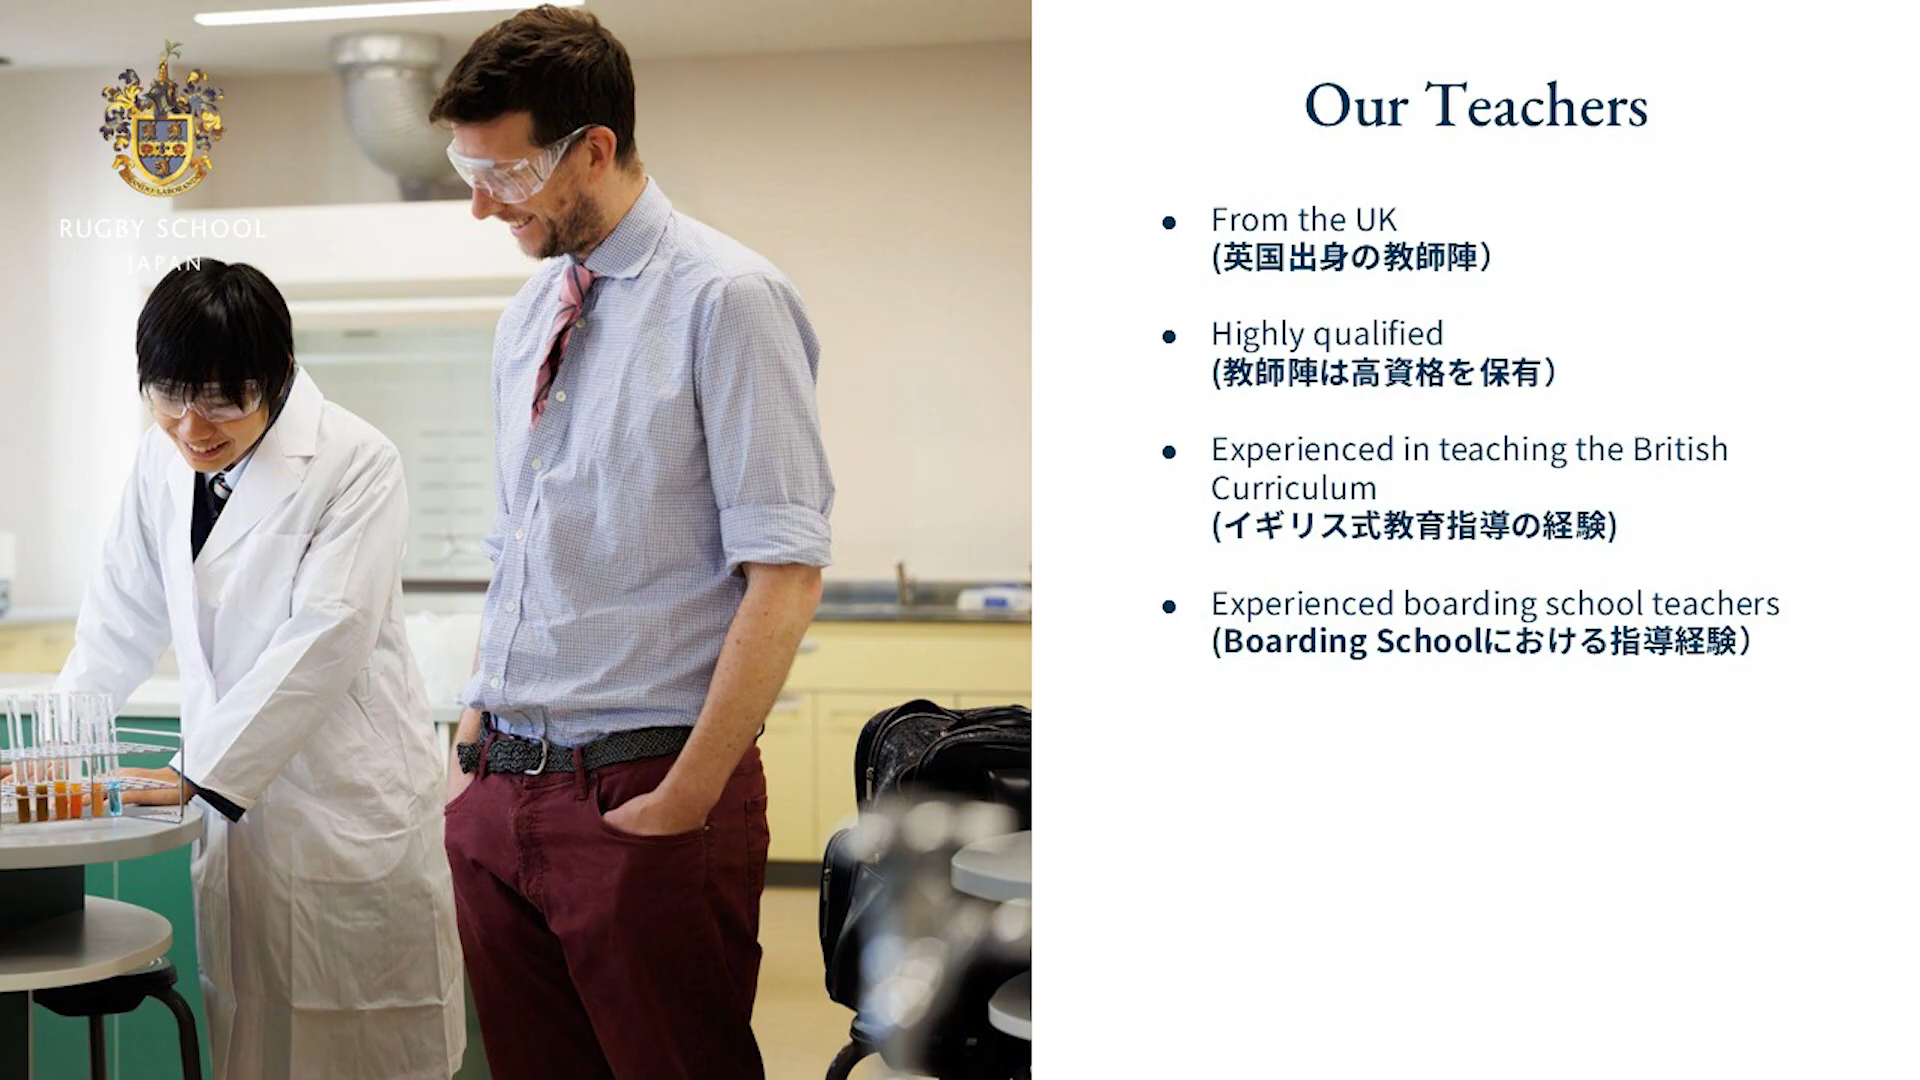 RUGBY SCHOOL
JAPAN
Our Teachers
● From the UK
(英国出身の教師陣）
● Highly qualified
(教師陣は高資格を保有）
● Experienced in teaching the British
Curriculum
(イギリス式教育指導の経験)
● Experienced boarding school teachers
(Boarding Schoolにおける指導経験）